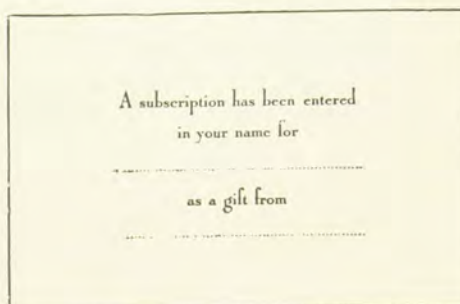 A subscription has been entered
in your name for
as a gift from